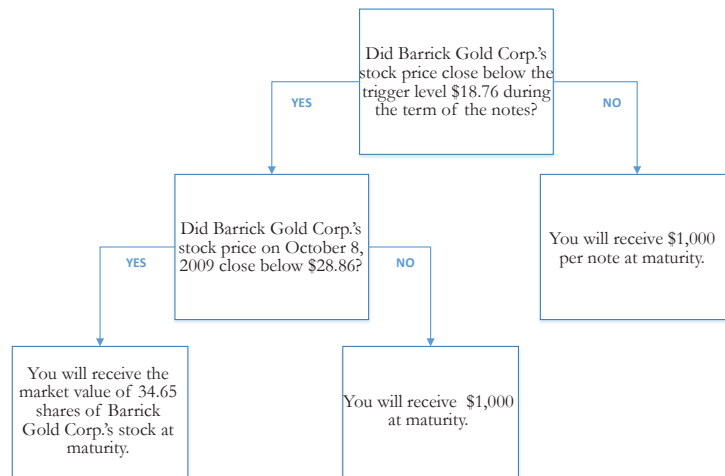 Did Barrick Gold Corp.'s
stock price close below the
trigger level $18.76 during
the term of the notes?
YES
NO
Did Barrick Gold Corp.'s
stock price on October 8,
2009 close below $28.86?
You will receive $1,000
per note at maturity.
YES
NO
You will receive the
market value of 34.65
shares of Barrick
Gold Corp.'s stock at
maturity.
You will receive $1,000
at maturity.